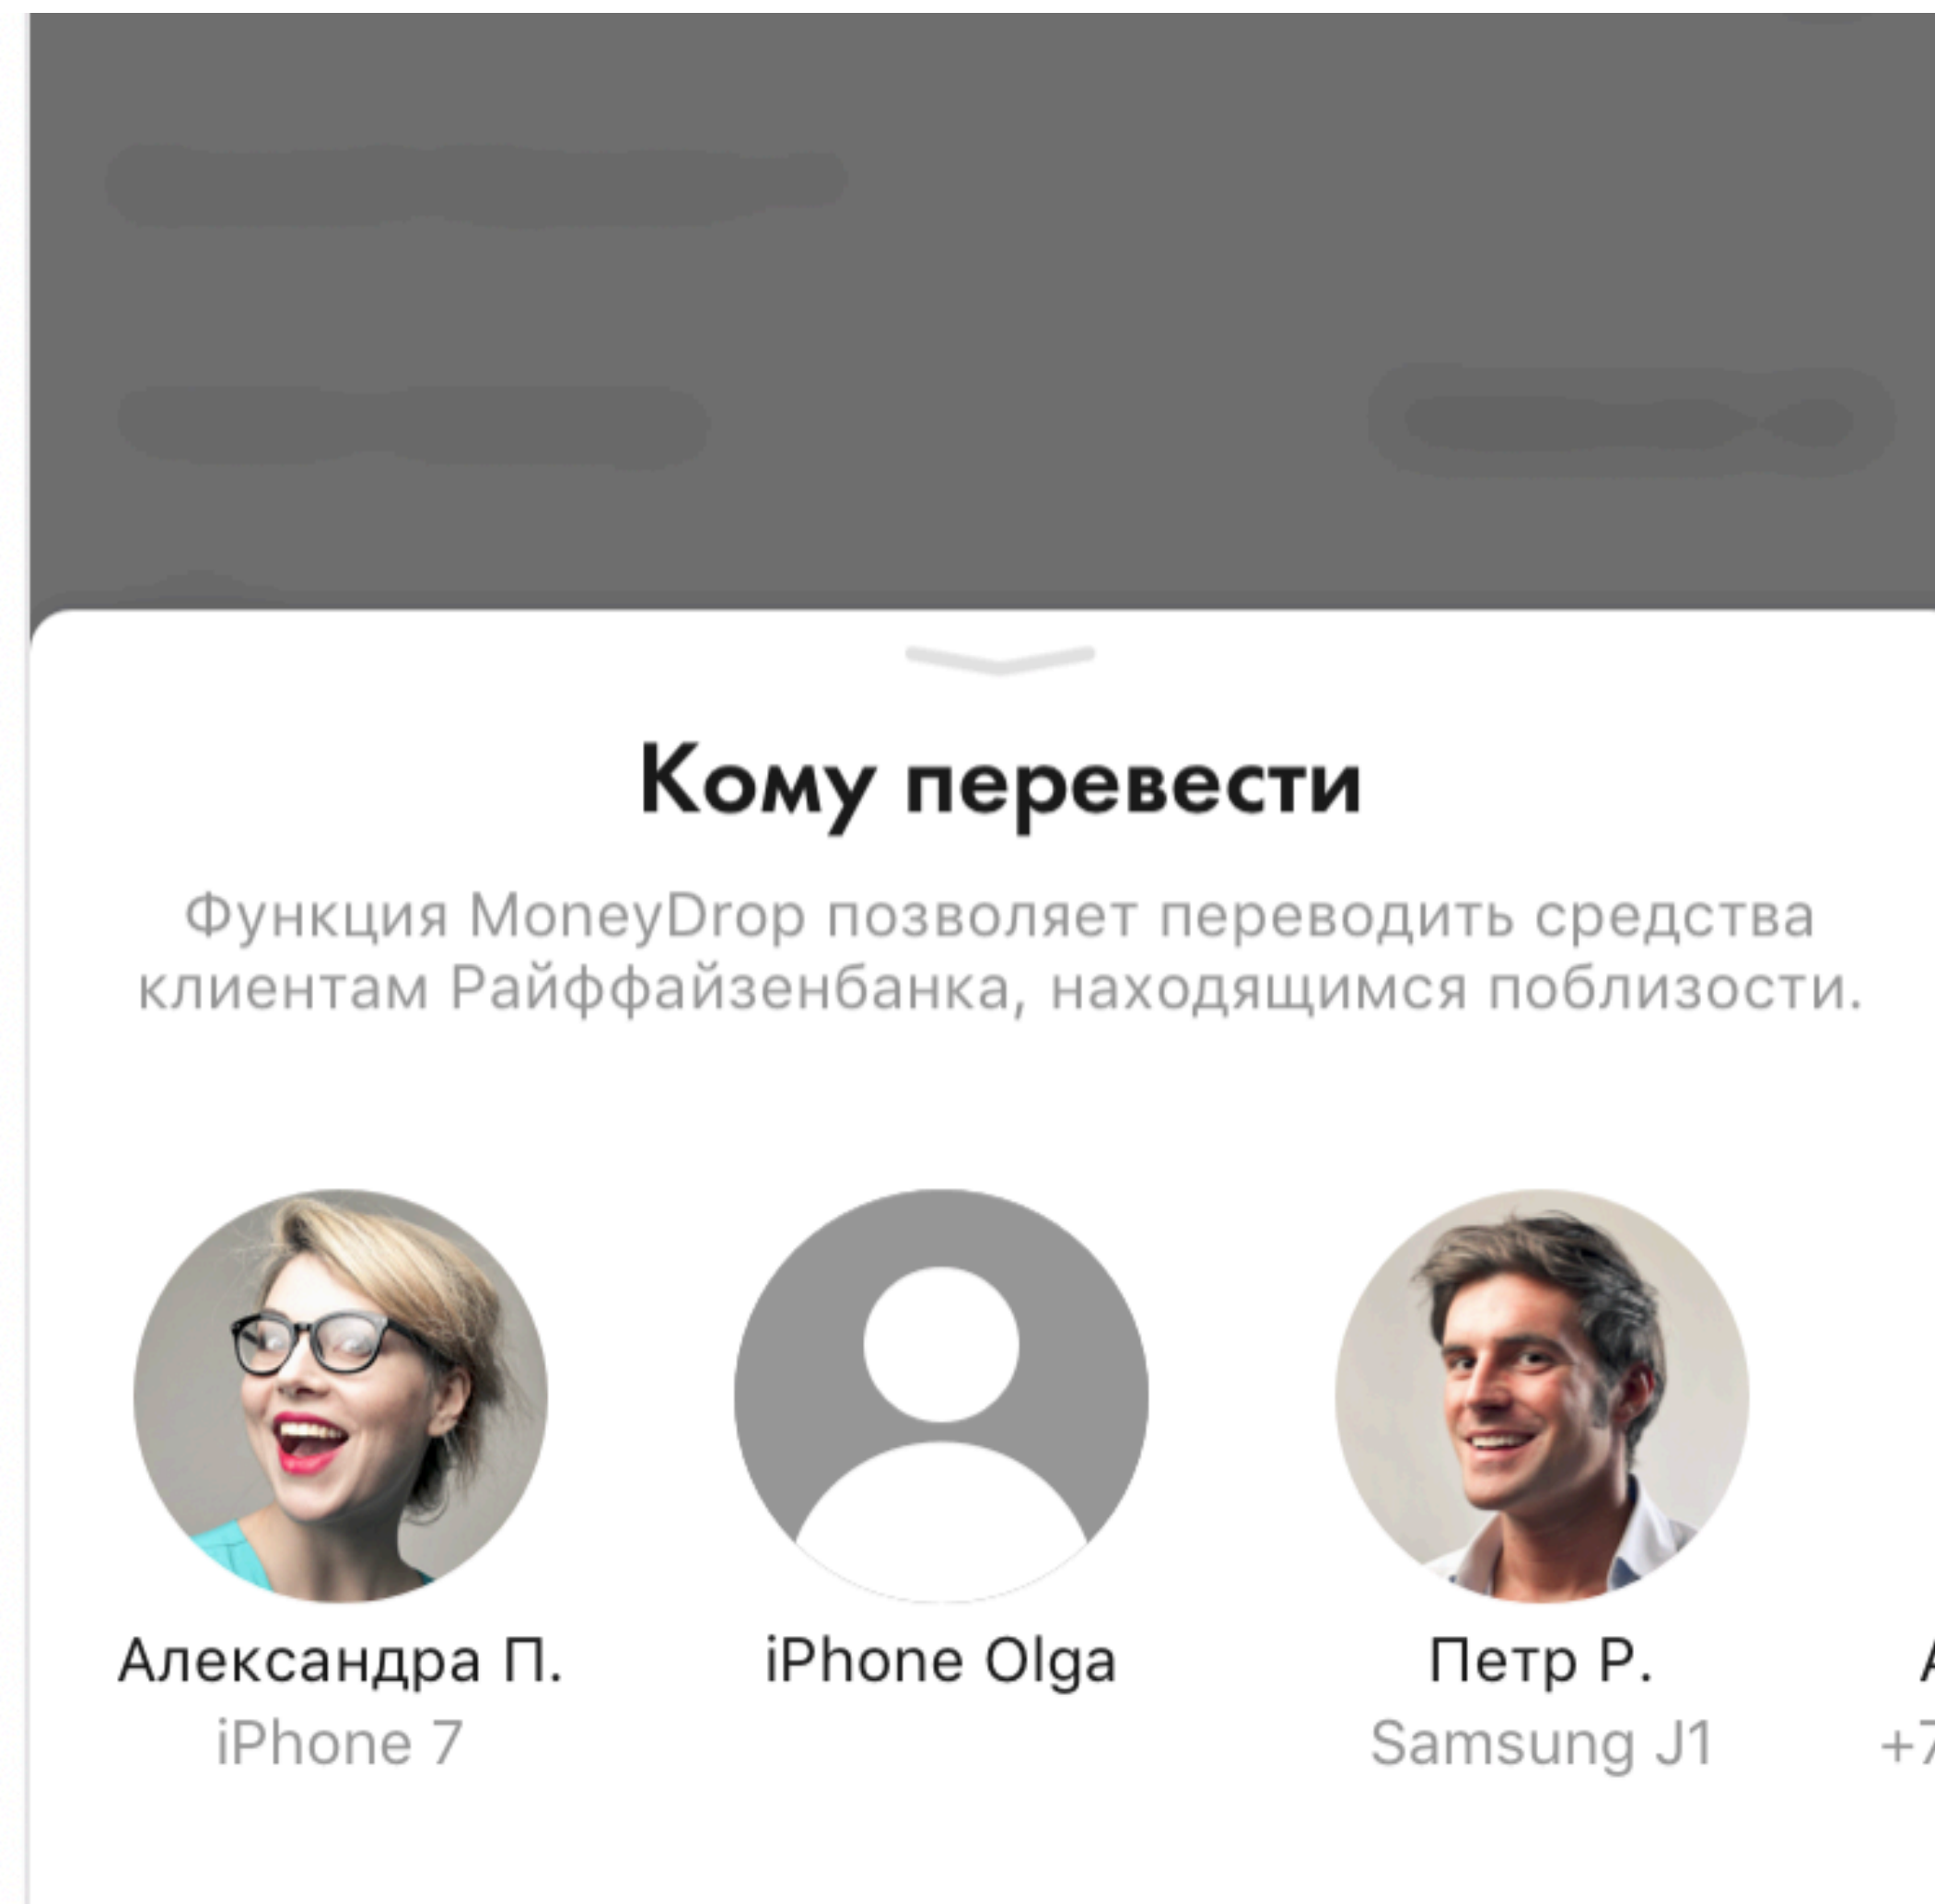 Кому перевести
Функция MoneyDrop позволяет переводить средства
клиентам Райффайзенбанка, находящимся поблизости.
Александра П.
iPhone 7
iPhone Olga
Петр Р.
Samsung J1
+7